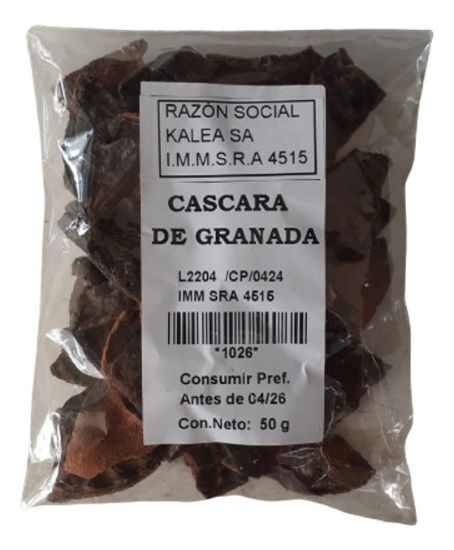 RAZÓN SOCIAL
KALEA SA
I.M.M.S.R.A 4515
CASCARA
DE GRANADA
L2204 /CP/0424
IMM SRA 4515
*1026*
Consumir Pref.
Antes de 04/26
Con.Neto: 50 g